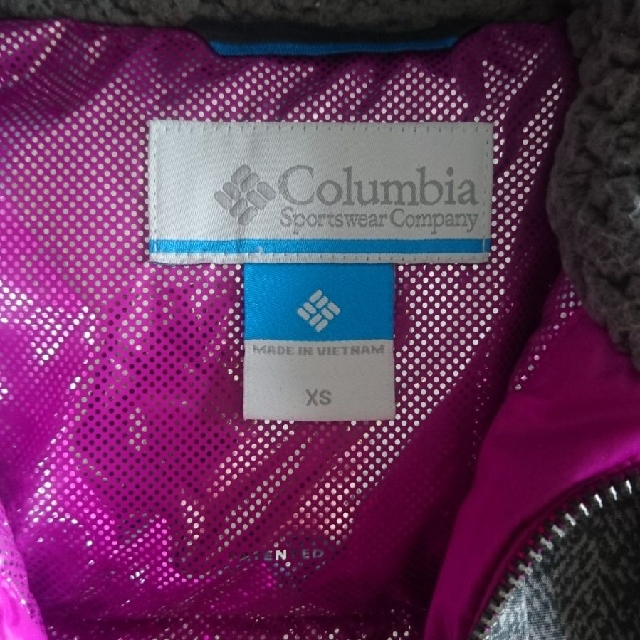 Columbia
Sportswear Company
MADE IN VIETNAM
XS